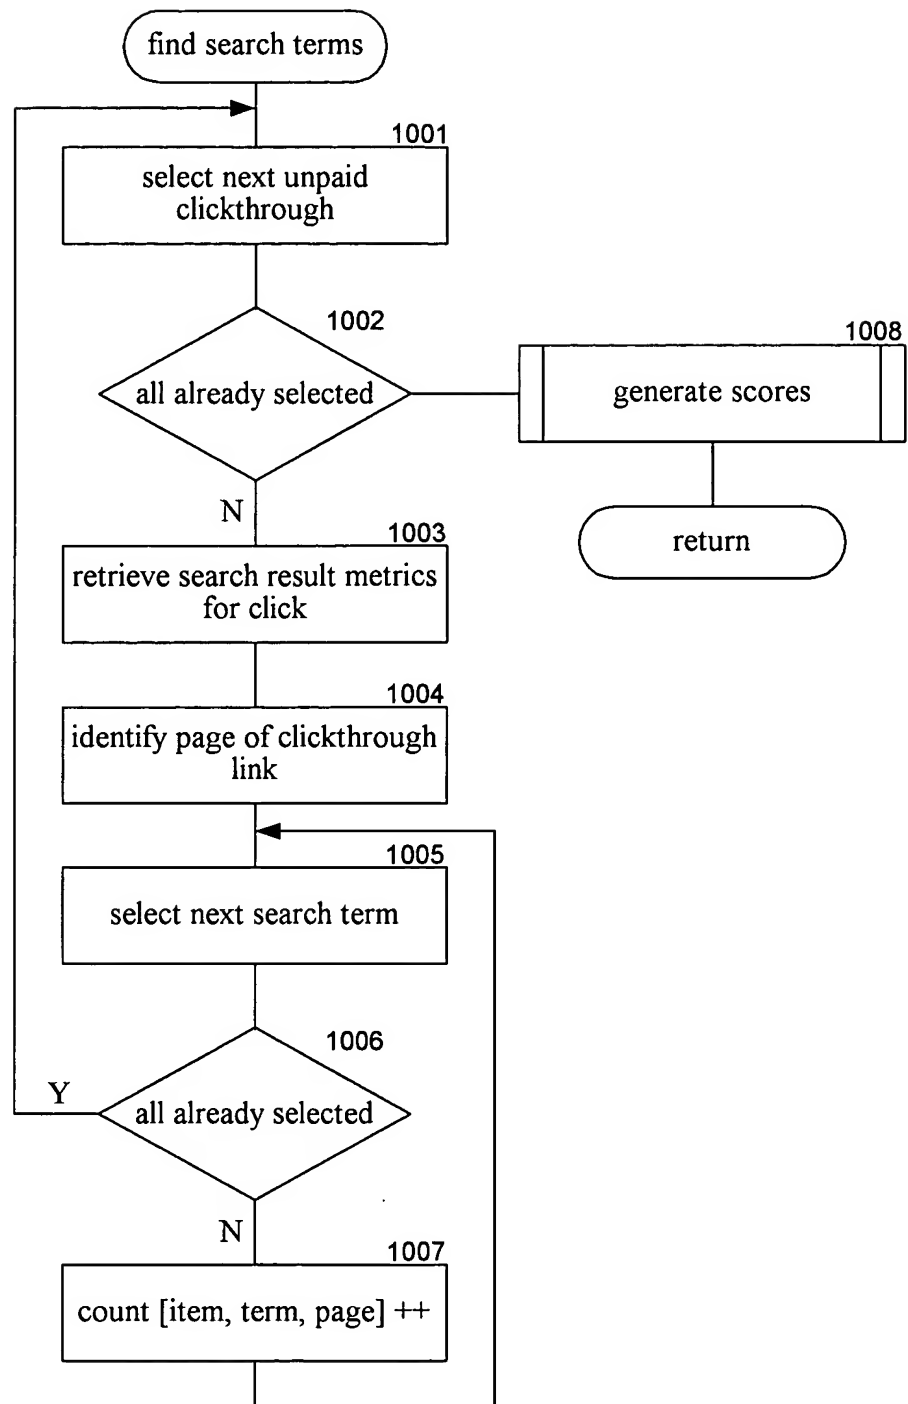 find search terms
1001
select next unpaid
clickthrough
1002
all already selected
1008
generate scores
return
N
1003
retrieve search result metrics
for click
1004
identify page of clickthrough
link
1005
select next search term
1006
Y
all already selected
N
1007
count [item, term, page] ++